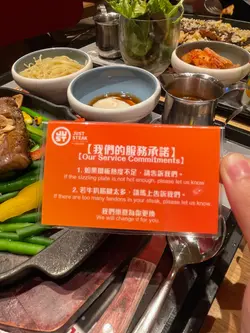 JUST
STEAK
【我們的服務承諾】
【Our Service Commitments】
1. 如果鐵板熱度不足，請告訴我們。
If the sizzling plate is not hot enough, please let us know
2. 若牛扒筋腱太多，請馬上告訴我們。
If there are too many tendons in your steak, please let us know
我們樂意為您更換
We will change it for you.